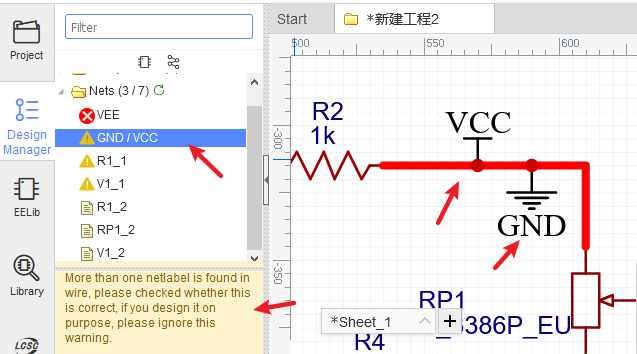 Filter
Start
*新建工程2
Project
Design
Manager
EELib
Library
LCSC
Nets (3 / 7)
VEE
GND / VCC
R1_1
V1_1
R1_2
RP1_2
V1_2
More than one netlabel is found in
wire, please checked whether this
is correct, if you design it on
purpose, please ignore this
warning.
500
550
600
-300
-350
R2
1k
VCC
GND
RP1
3386P_EU
R4
*Sheet_1